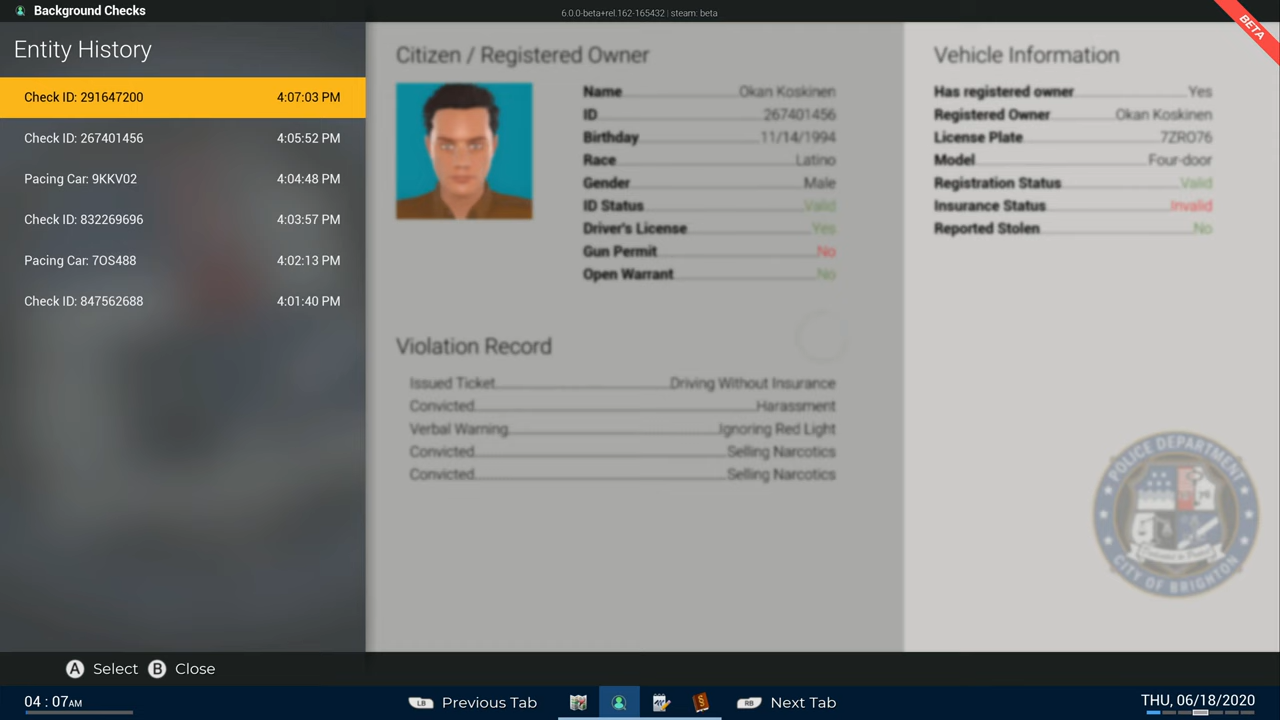 Background Checks
6.0.0-beta+rel.162-165432 | steam: beta
BETA
Entity History
Check ID: 291647200 4:07:03 PM
Check ID: 267401456 4:05:52 PM
Pacing Car: 9KKV02 4:04:48 PM
Check ID: 832269696 4:03:57 PM
Pacing Car: 7OS488 4:02:13 PM
Check ID: 847562688 4:01:40 PM
Citizen / Registered Owner
Name Okan Koskinen
ID 267401456
Birthday 11/14/1994
Race Latino
Gender Male
ID Status Valid
Driver's License Yes
Gun Permit No
Open Warrant No
Violation Record
Issued Ticket Driving Without Insurance
Convicted Harassment
Verbal Warning Ignoring Red Light
Convicted Selling Narcotics
Convicted Selling Narcotics
Vehicle Information
Has registered owner Yes
Registered Owner Okan Koskinen
License Plate 7ZRO76
Model Four-door
Registration Status Valid
Insurance Status Invalid
Reported Stolen No
POLICE DEPARTMENT
CITY OF BRIGHTON
A Select B Close
04 : 07 AM
LB Previous Tab
RB Next Tab
THU, 06/18/2020